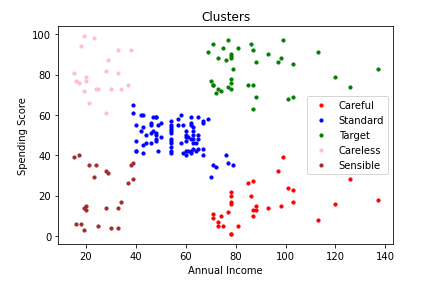 Clusters
100
80
60
40
20
0
Spending Score
Careful
Standard
Target
Careless
Sensible
20 40 60 80 100 120 140
Annual Income